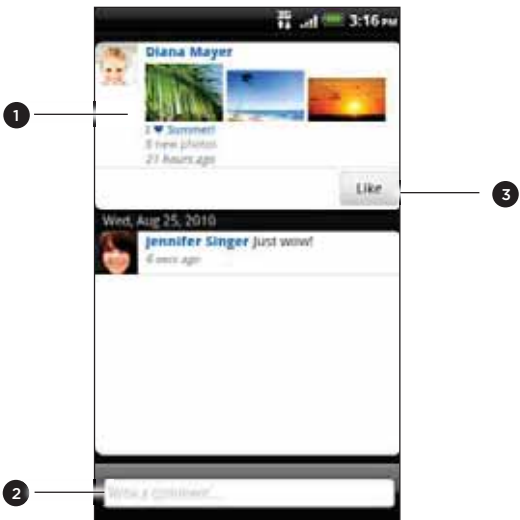 3G 3:16 PM
Diana Mayer
I ♥ Summer!
8 new photos
21 hours ago
1
Like
3
Wed, Aug 25, 2010
Jennifer Singer Just wow!
secs ago
2
Write a comment...